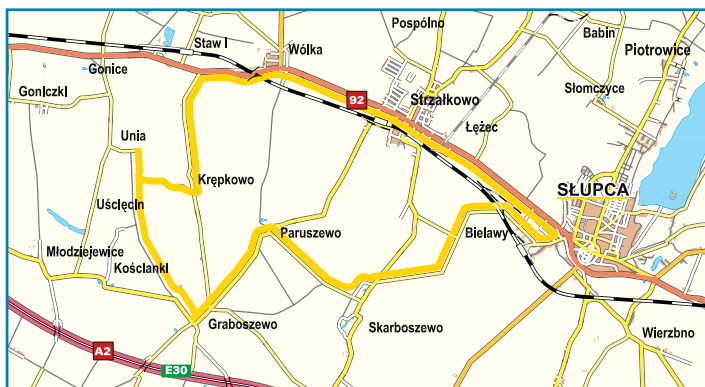 Pospólno
Babin
Staw I
Wólka
Piotrowice
Gonice
Goniczki
Słomczyce
Strzałkowo
92
Łężec
Unia
Krępkowo
SŁUPCA
Uścięcin
Paruszewo
Bielawy
Młodziejewice
Kościanki
Graboszewo
Skarboszewo
Wierzbno
A2
E30